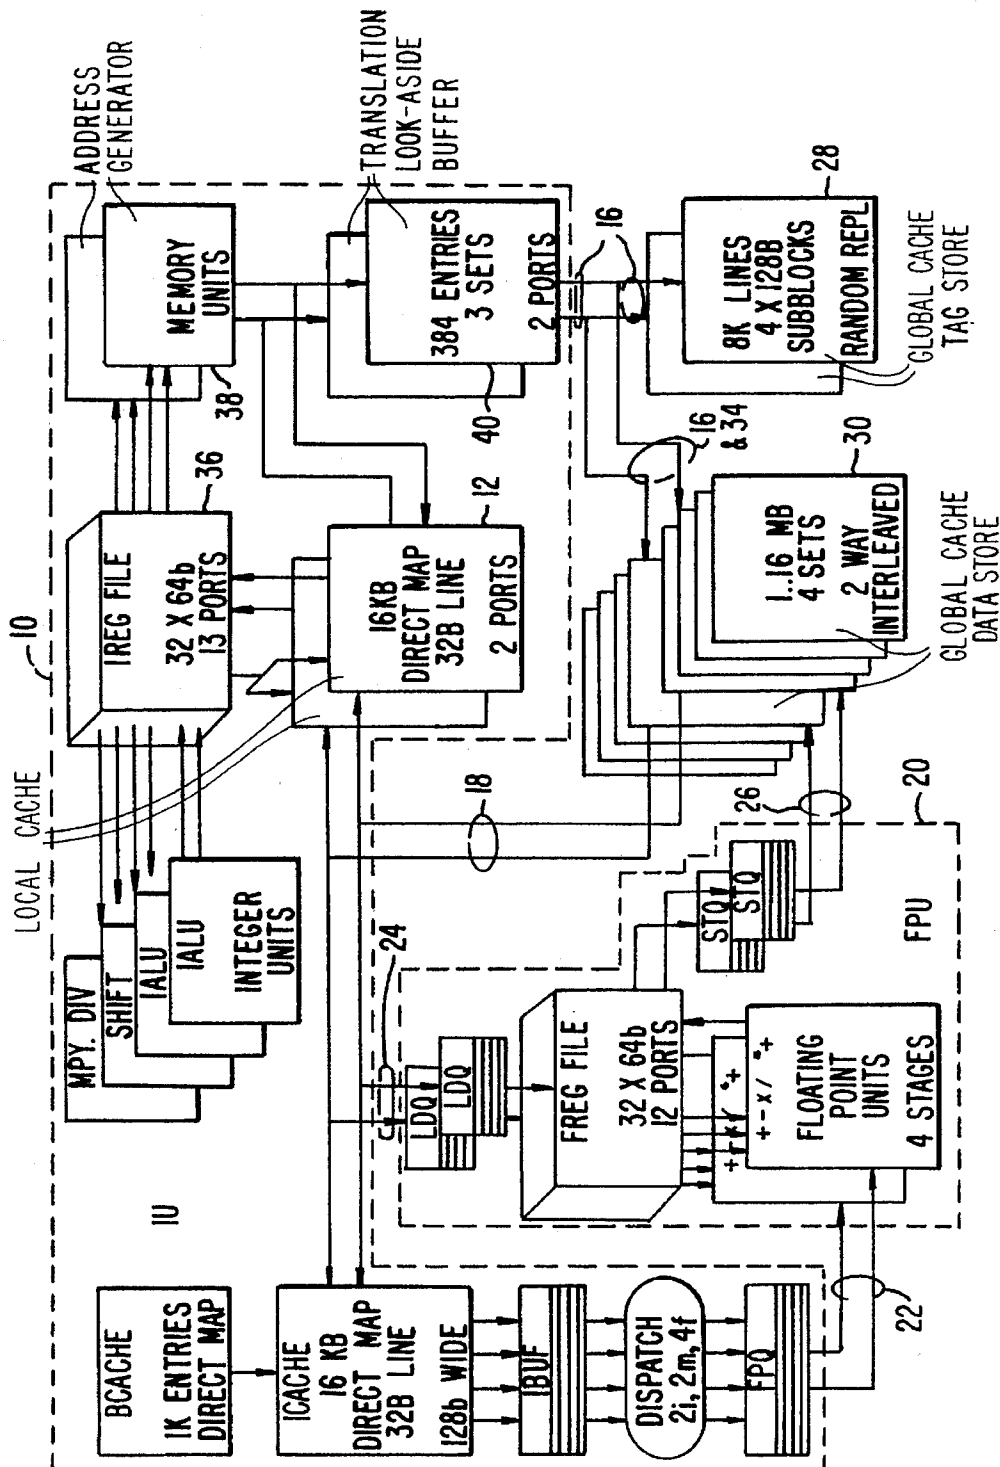 10
LOCAL CACHE
IU
BCACHE
1K ENTRIES
DIRECT MAP
ICACHE
16 KB
DIRECT MAP
32B LINE
128b WIDE
IBUF
DISPATCH
2i, 2m, 4f
FPQ
22
MPY. DIV
SHIFT
IALU
IALU
INTEGER
UNITS
IREG FILE
32 X 64b
13 PORTS
36
ADDRESS
GENERATOR
MEMORY
UNITS
38
16KB
DIRECT MAP
32B LINE
2 PORTS
12
TRANSLATION
LOOK-ASIDE
BUFFER
384 ENTRIES
3 SETS
2 PORTS
40
16
18
24
LDQ
LDQ
FREG FILE
32 X 64b
12 PORTS
+ - x / *+
+ - x / *+
FLOATING
POINT
UNITS
4 STAGES
STQ
STQ
FPU
20
26
16
& 34
1..16 MB
4 SETS
2 WAY
INTERLEAVED
30
GLOBAL CACHE
DATA STORE
8K LINES
4 X 128B
SUBBLOCKS
RANDOM REPL
28
GLOBAL CACHE
TAG STORE